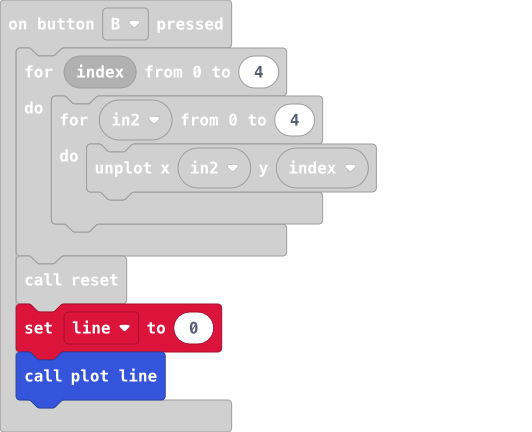 on button B pressed
for index from 0 to 4
do
for in2 from 0 to 4
do
unplot x in2 y index
call reset
set line to 0
call plot line